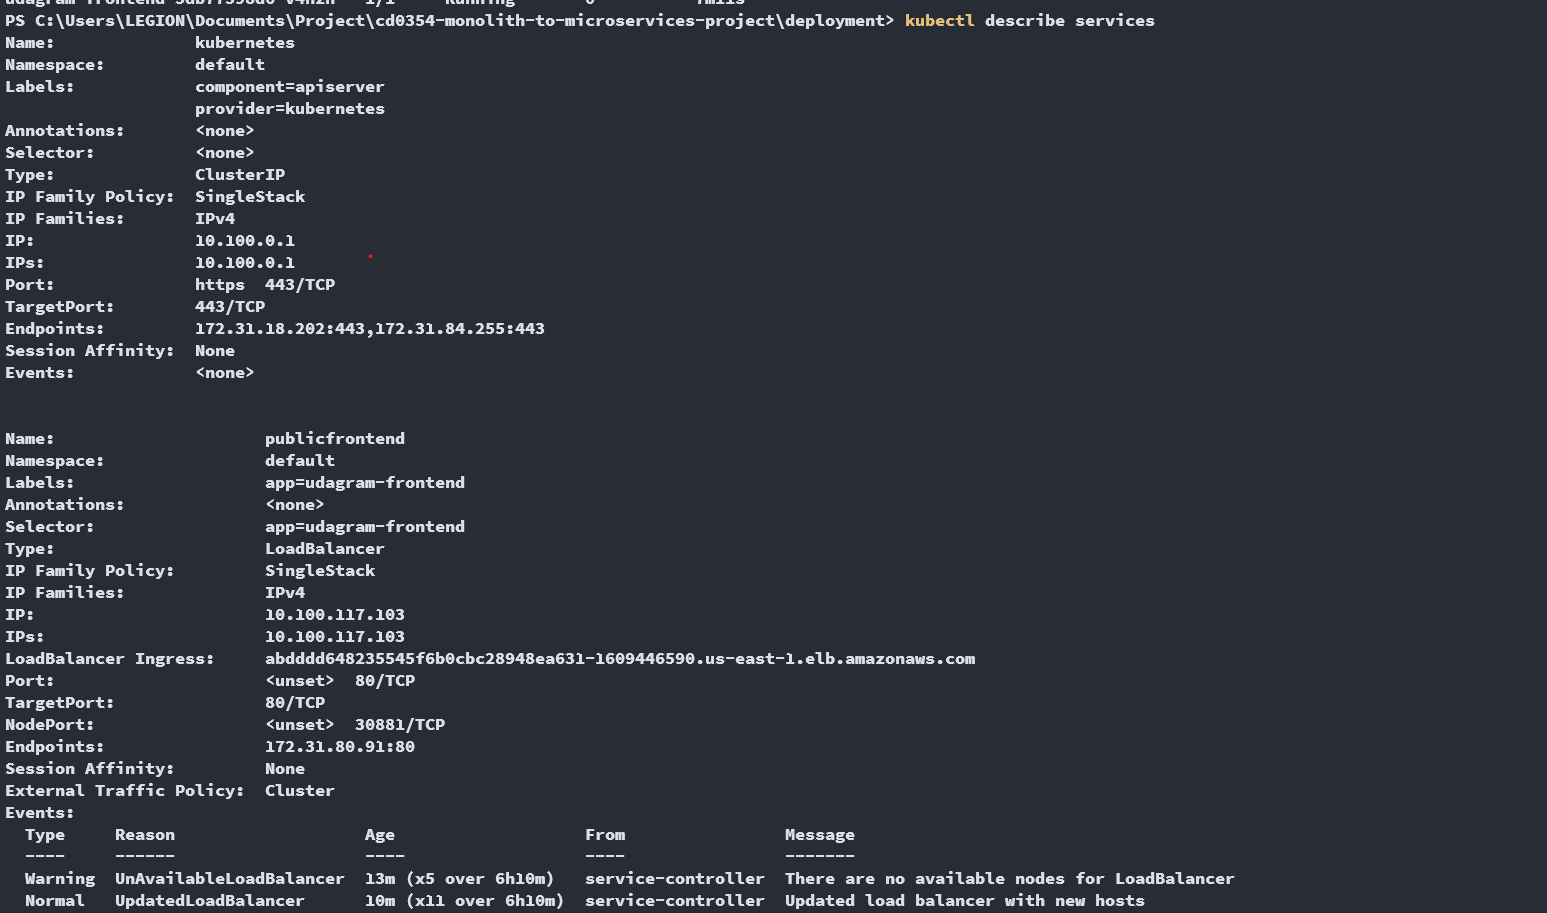 PS C:\Users\LEGION\Documents\Project\cd0354-monolith-to-microservices-project\deployment> kubectl describe services
Name:              kubernetes
Namespace:         default
Labels:            component=apiserver
                   provider=kubernetes
Annotations:       <none>
Selector:          <none>
Type:              ClusterIP
IP Family Policy:  SingleStack
IP Families:       IPv4
IP:                10.100.0.1
IPs:               10.100.0.1
Port:              https  443/TCP
TargetPort:        443/TCP
Endpoints:         172.31.18.202:443,172.31.84.255:443
Session Affinity:  None
Events:            <none>
Name:                     publicfrontend
Namespace:                default
Labels:                   app=udagram-frontend
Annotations:              <none>
Selector:                 app=udagram-frontend
Type:                     LoadBalancer
IP Family Policy:         SingleStack
IP Families:              IPv4
IP:                       10.100.117.103
IPs:                      10.100.117.103
LoadBalancer Ingress:     abdddd648235545f6b0cbc28948ea631-1609446590.us-east-1.elb.amazonaws.com
Port:                     <unset>  80/TCP
TargetPort:               80/TCP
NodePort:                 <unset>  30881/TCP
Endpoints:                172.31.80.91:80
Session Affinity:         None
External Traffic Policy:  Cluster
Events:
  Type     Reason                   Age                   From                Message
  ----     ------                   ----                  ----                -------
  Warning  UnAvailableLoadBalancer  13m (x5 over 6h10m)   service-controller  There are no available nodes for LoadBalancer
  Normal   UpdatedLoadBalancer      10m (x11 over 6h10m)  service-controller  Updated load balancer with new hosts